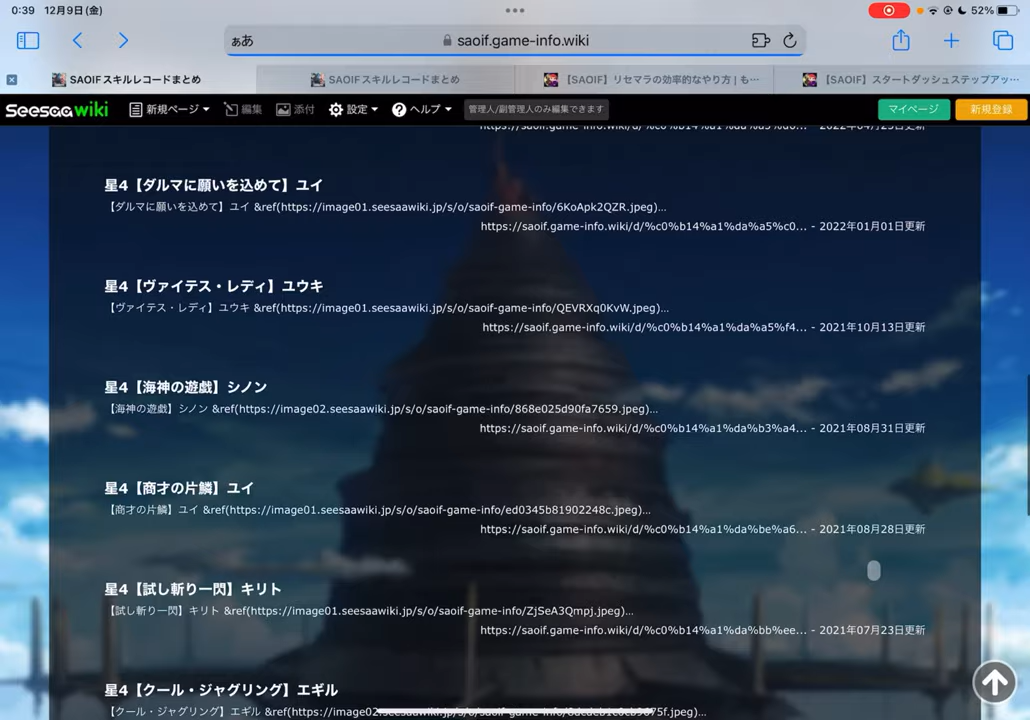 0:39 12月9日(金)
52%
ああ
saoif.game-info.wiki
SAOIFスキルレコードまとめ
SAOIFスキルレコードまとめ
【SAOIF】リセマラの効率的なやり方 | も…
【SAOIF】スタートダッシュステップアッ…
Seesaa wiki
新規ページ
編集
添付
設定
ヘルプ
管理人/副管理人のみ編集できます
マイページ
新規登録
星4【ダルマに願いを込めて】ユイ
【ダルマに願いを込めて】ユイ &ref(https://image01.seesaawiki.jp/s/o/saoif-game-info/6KoApk2QZR.jpeg)...
https://saoif.game-info.wiki/d/%c0%b14%a1%da%a5%c0... - 2022年01月01日更新
星4【ヴァイテス・レディ】ユウキ
【ヴァイテス・レディ】ユウキ &ref(https://image01.seesaawiki.jp/s/o/saoif-game-info/QEVRXq0KvW.jpeg)...
https://saoif.game-info.wiki/d/%c0%b14%a1%da%a5%f4... - 2021年10月13日更新
星4【海神の遊戯】シノン
【海神の遊戯】シノン &ref(https://image02.seesaawiki.jp/s/o/saoif-game-info/868e025d90fa7659.jpeg)...
https://saoif.game-info.wiki/d/%c0%b14%a1%da%b3%a4... - 2021年08月31日更新
星4【商才の片鱗】ユイ
【商才の片鱗】ユイ &ref(https://image01.seesaawiki.jp/s/o/saoif-game-info/ed0345b81902248c.jpeg)...
https://saoif.game-info.wiki/d/%c0%b14%a1%da%be%a6... - 2021年08月28日更新
星4【試し斬り一閃】キリト
【試し斬り一閃】キリト &ref(https://image01.seesaawiki.jp/s/o/saoif-game-info/ZjSeA3Qmpj.jpeg)...
https://saoif.game-info.wiki/d/%c0%b14%a1%da%bb%ee... - 2021年07月23日更新
星4【クール・ジャグリング】エギル
【クール・ジャグリング】エギル